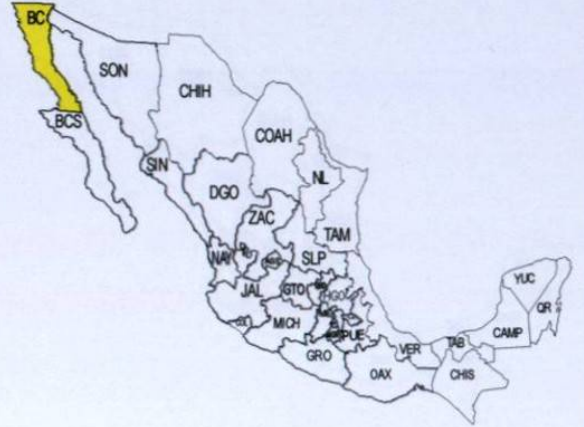 BC
SON
CHIH
BCS
COAH
SIN
NL
DGO
ZAC
TAM
NAY
SLP
JAL
GTO
HGO
MICH
PUE
GRO
OAX
VER
TAB
CAMP
YUC
QR
CHIS